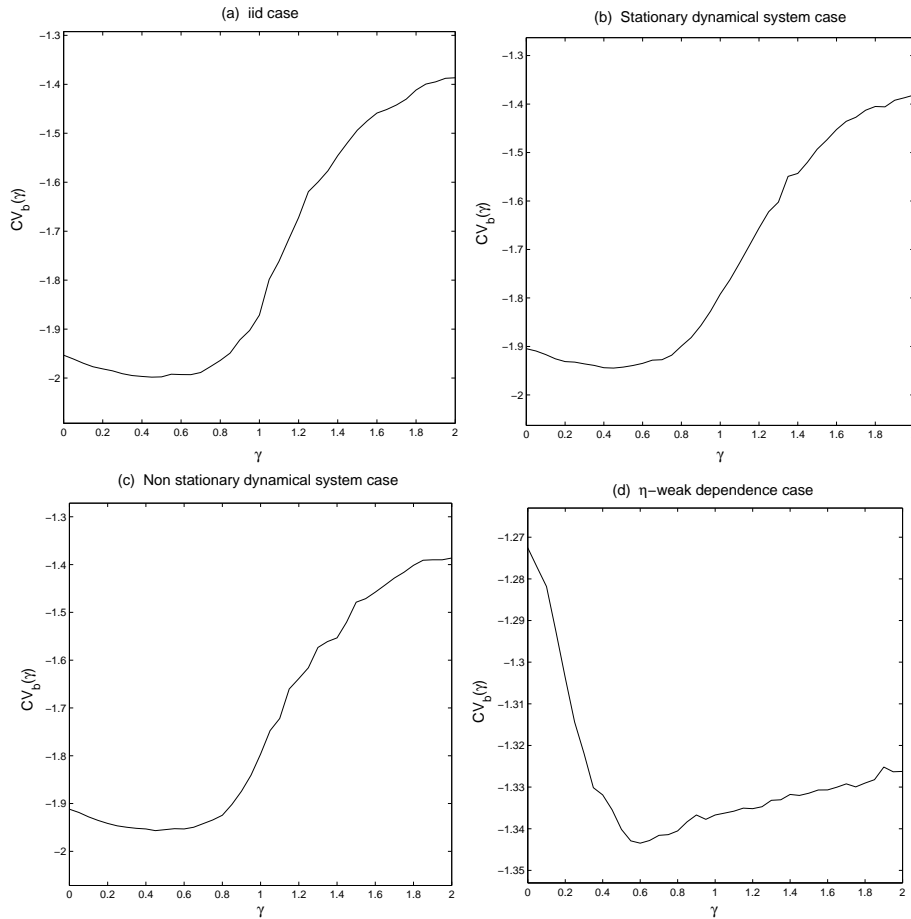 (a) iid case
−1.3
−1.4
−1.5
−1.6
−1.7
−1.8
−1.9
−2
CV_b(γ)
0 0.2 0.4 0.6 0.8 1 1.2 1.4 1.6 1.8 2
γ
(b) Stationary dynamical system case
−1.3
−1.4
−1.5
−1.6
−1.7
−1.8
−1.9
−2
CV_b(γ)
0 0.2 0.4 0.6 0.8 1 1.2 1.4 1.6 1.8
γ
(c) Non stationary dynamical system case
−1.3
−1.4
−1.5
−1.6
−1.7
−1.8
−1.9
−2
CV_b(γ)
0 0.2 0.4 0.6 0.8 1 1.2 1.4 1.6 1.8 2
γ
(d) η−weak dependence case
−1.27
−1.28
−1.29
−1.3
−1.31
−1.32
−1.33
−1.34
−1.35
CV_b(γ)
0 0.2 0.4 0.6 0.8 1 1.2 1.4 1.6 1.8 2
γ